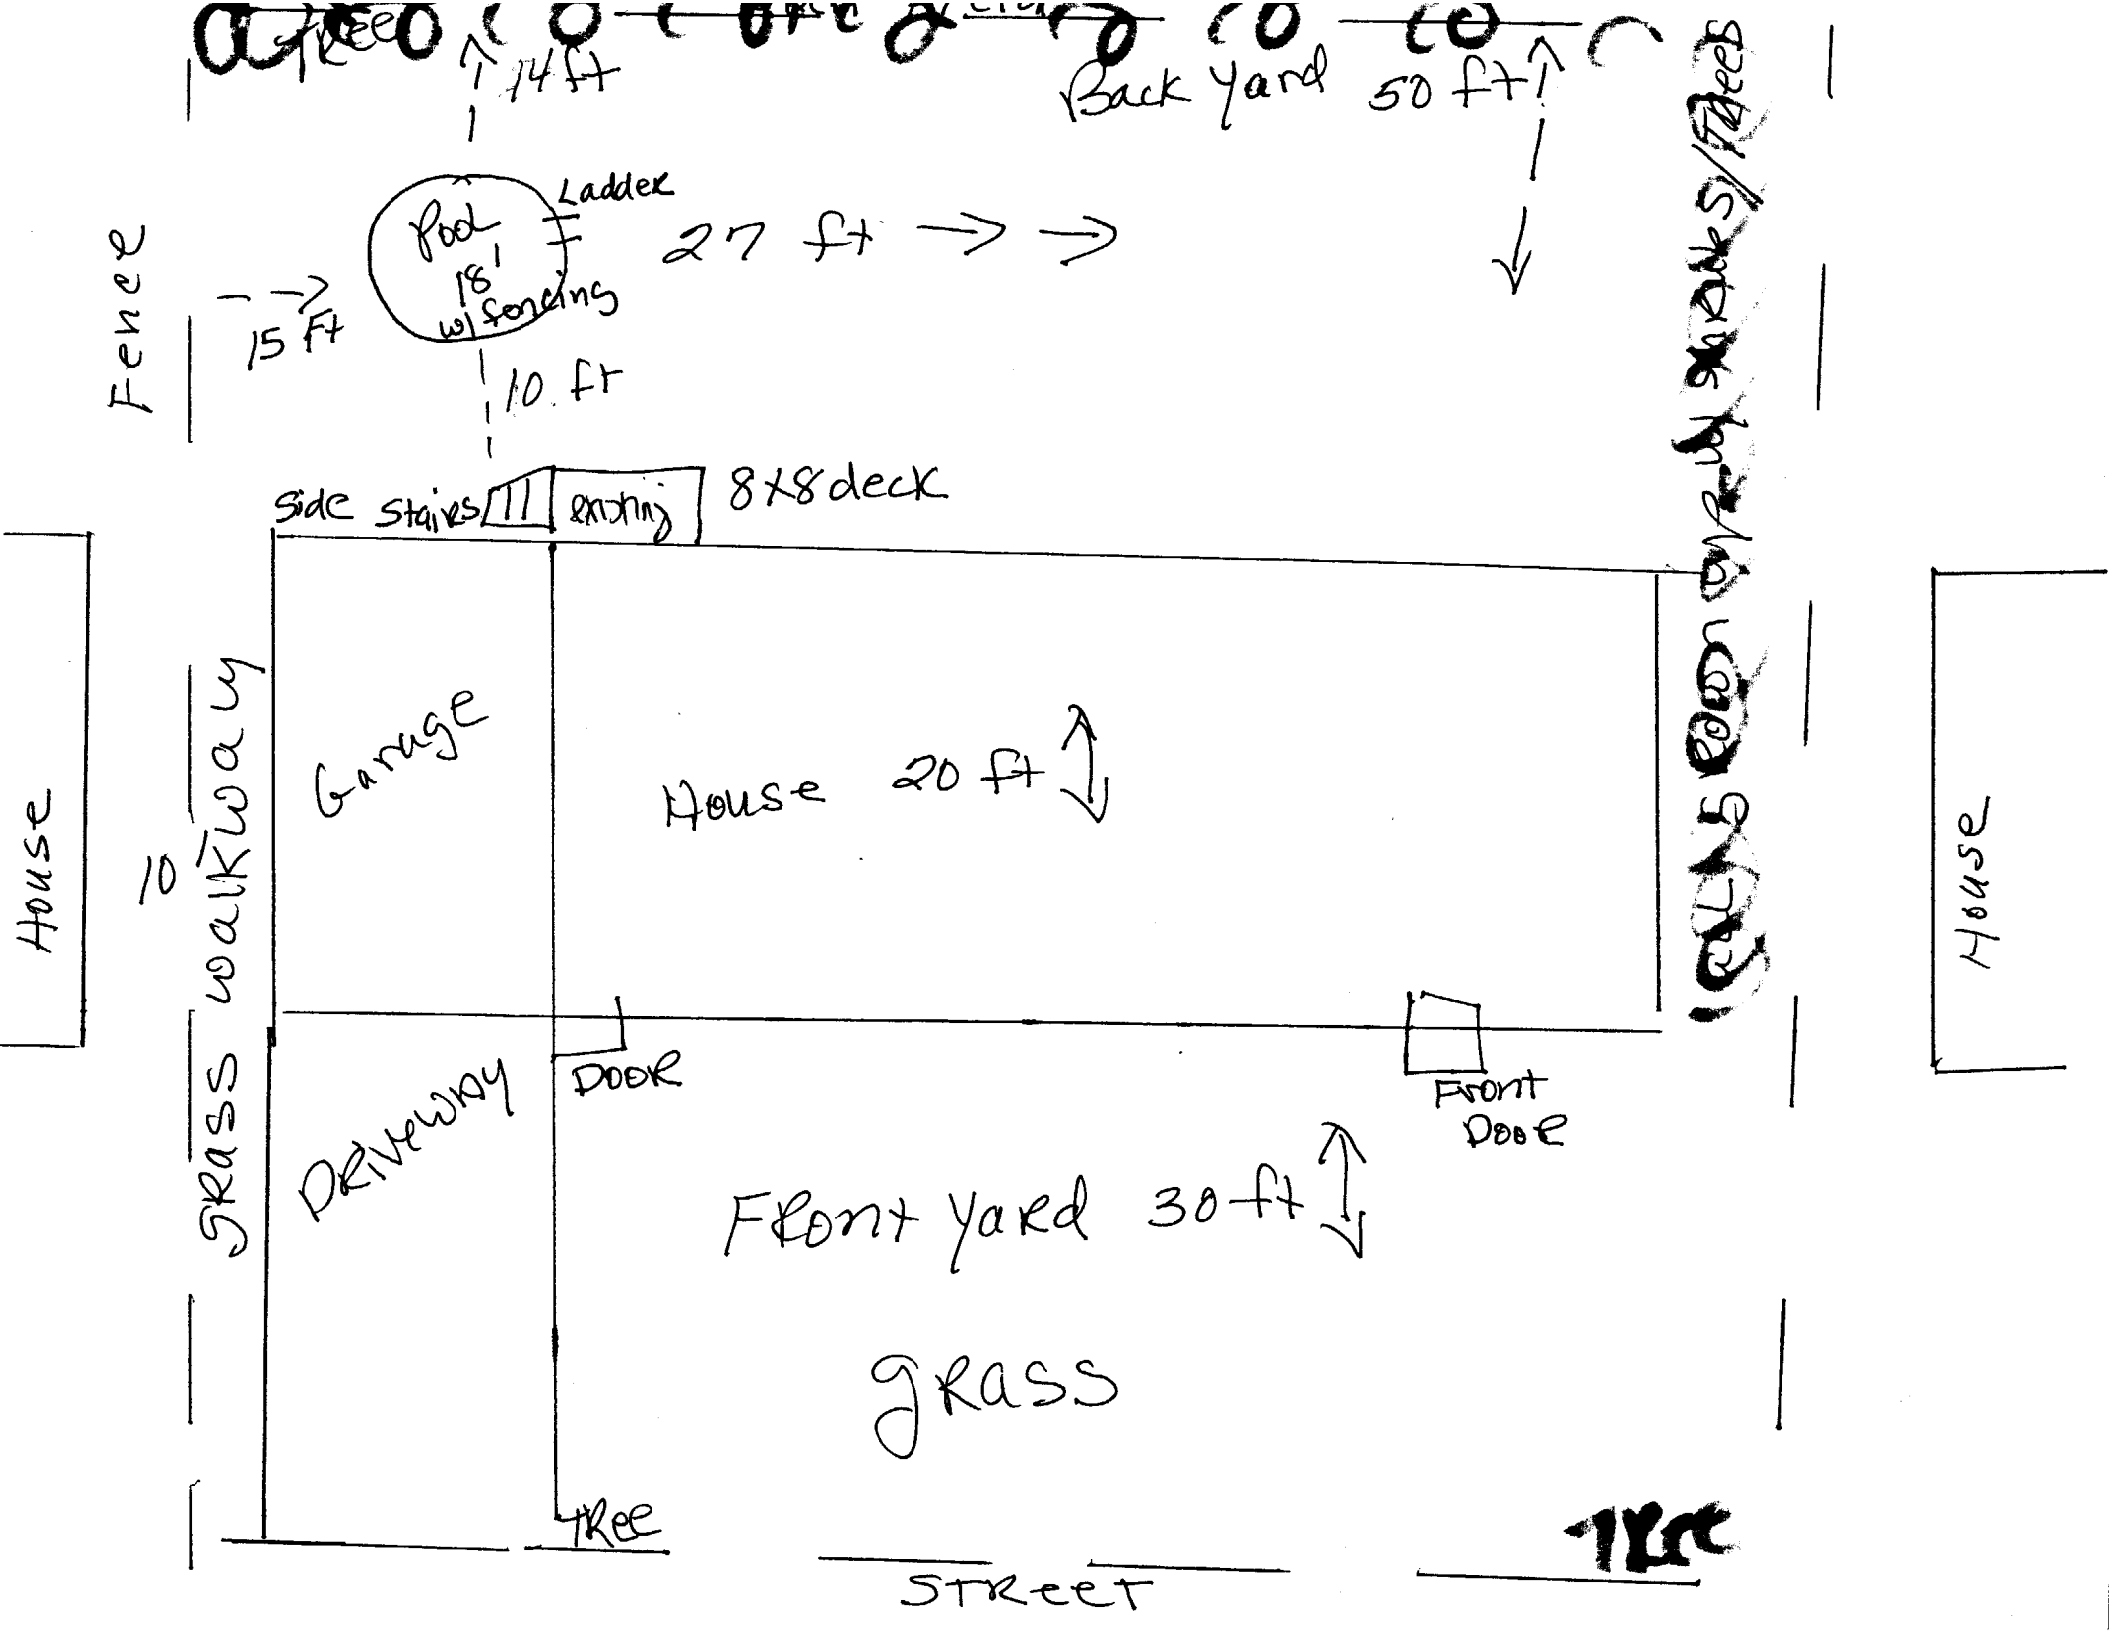 Tree
14 ft
Back Yard 50 ft
Ladder
Pool
18'
w/ fencing
27 ft
15 Ft
10 ft
Fence
Side Stairs
existing
8x8 deck
Garage
House 20 ft
House
10
grass walkway
House
DOOR
Front
Door
Driveway
Front Yard 30 ft
grass
Tree
Tree
STREET